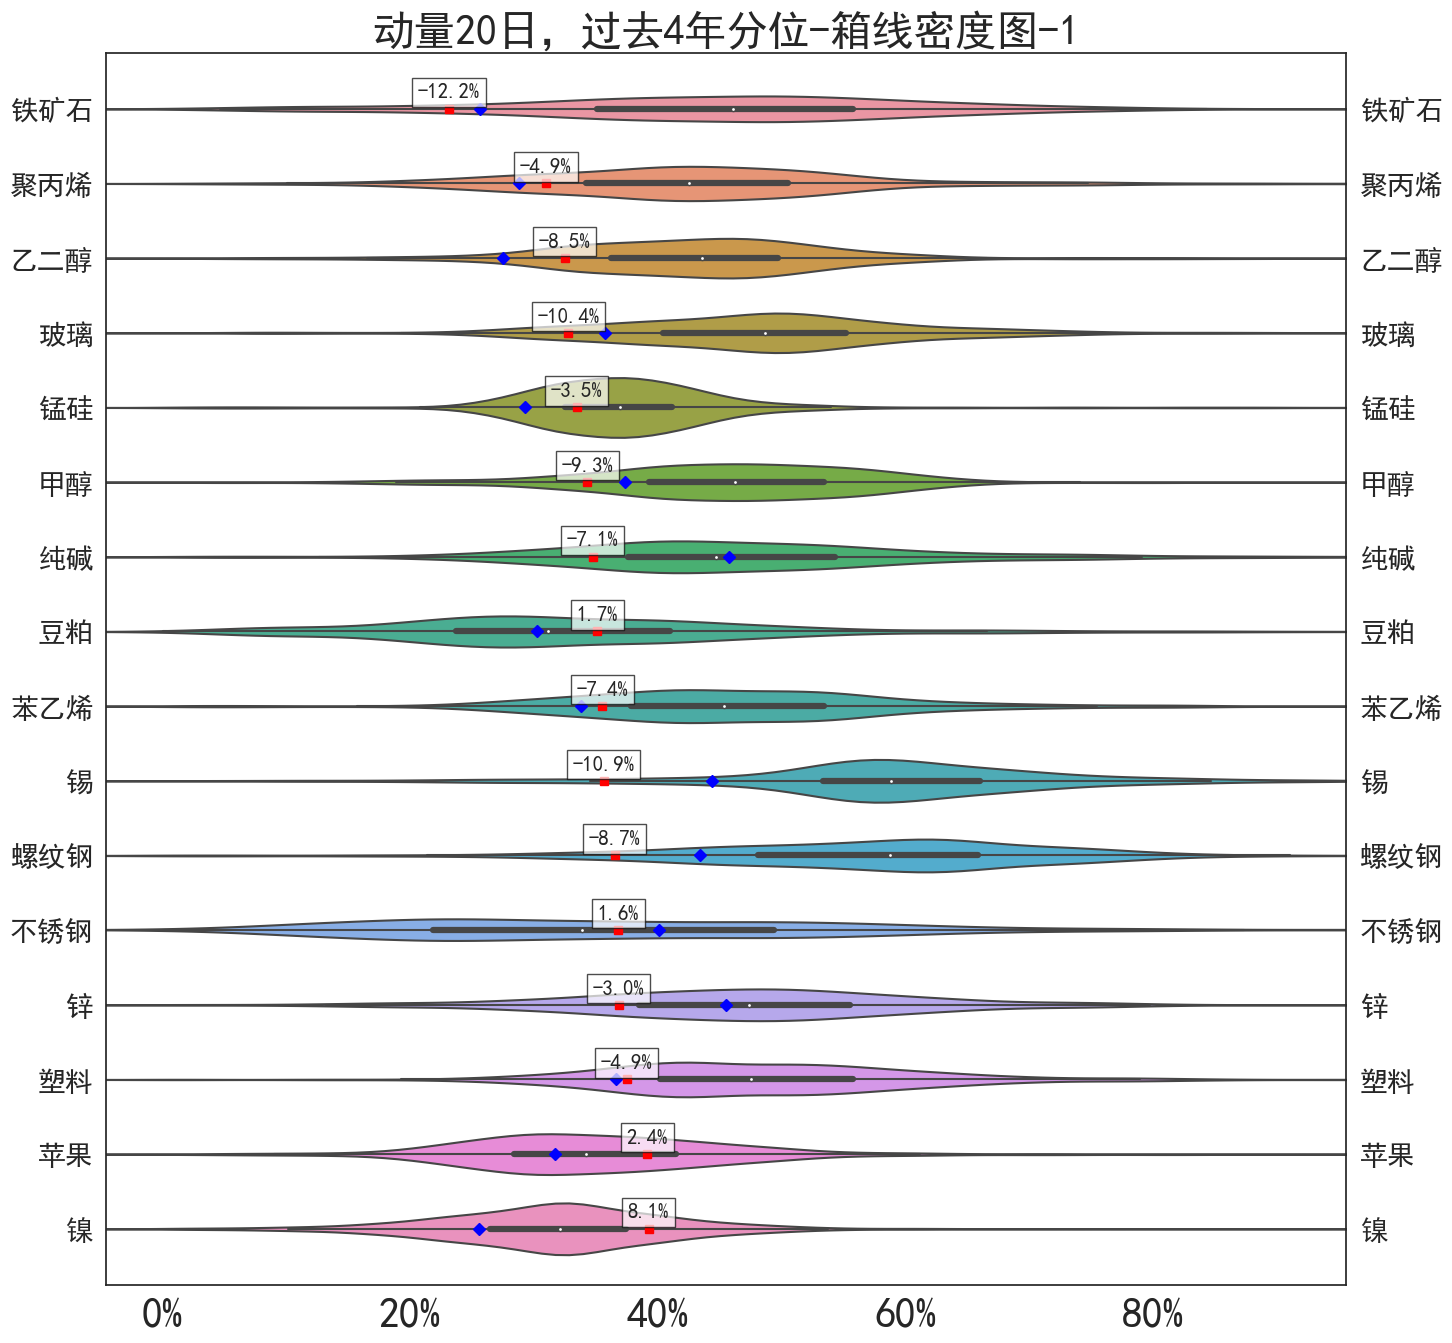 动量20日，过去4年分位-箱线密度图-1
铁矿石 -12.2% 铁矿石
聚丙烯 -4.9% 聚丙烯
乙二醇 -8.5% 乙二醇
玻璃 -10.4% 玻璃
锰硅 -3.5% 锰硅
甲醇 -9.3% 甲醇
纯碱 -7.1% 纯碱
豆粕 1.7% 豆粕
苯乙烯 -7.4% 苯乙烯
锡 -10.9% 锡
螺纹钢 -8.7% 螺纹钢
不锈钢 1.6% 不锈钢
锌 -3.0% 锌
塑料 -4.9% 塑料
苹果 2.4% 苹果
镍 8.1% 镍
0% 20% 40% 60% 80%